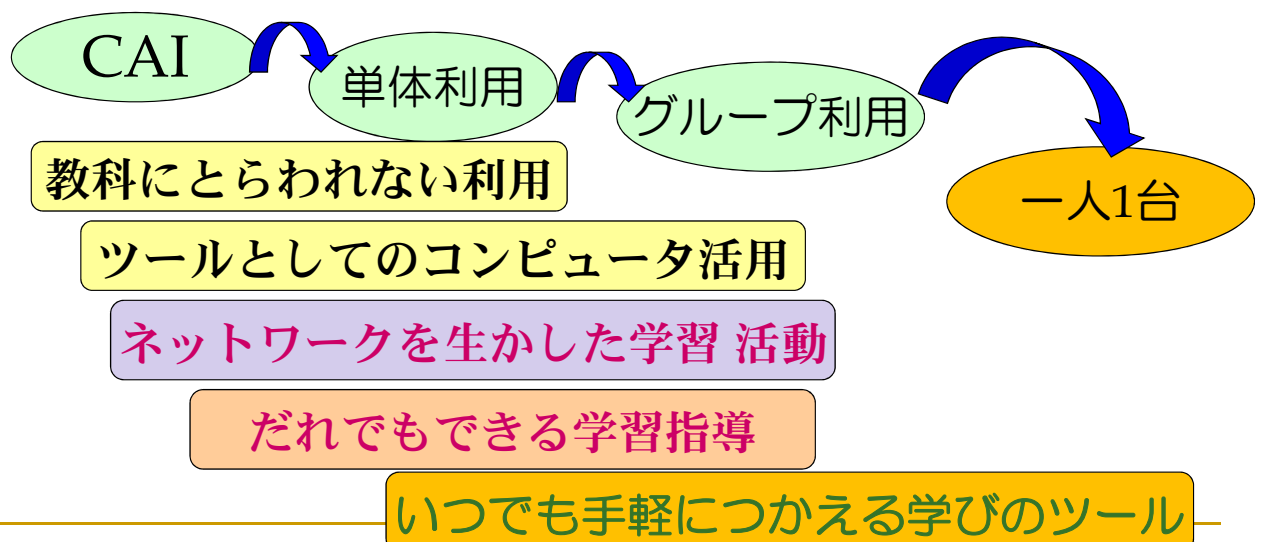 CAI
単体利用
グループ利用
一人1台
教科にとらわれない利用
ツールとしてのコンピュータ活用
ネットワークを生かした学習 活動
だれでもできる学習指導
いつでも手軽につかえる学びのツール